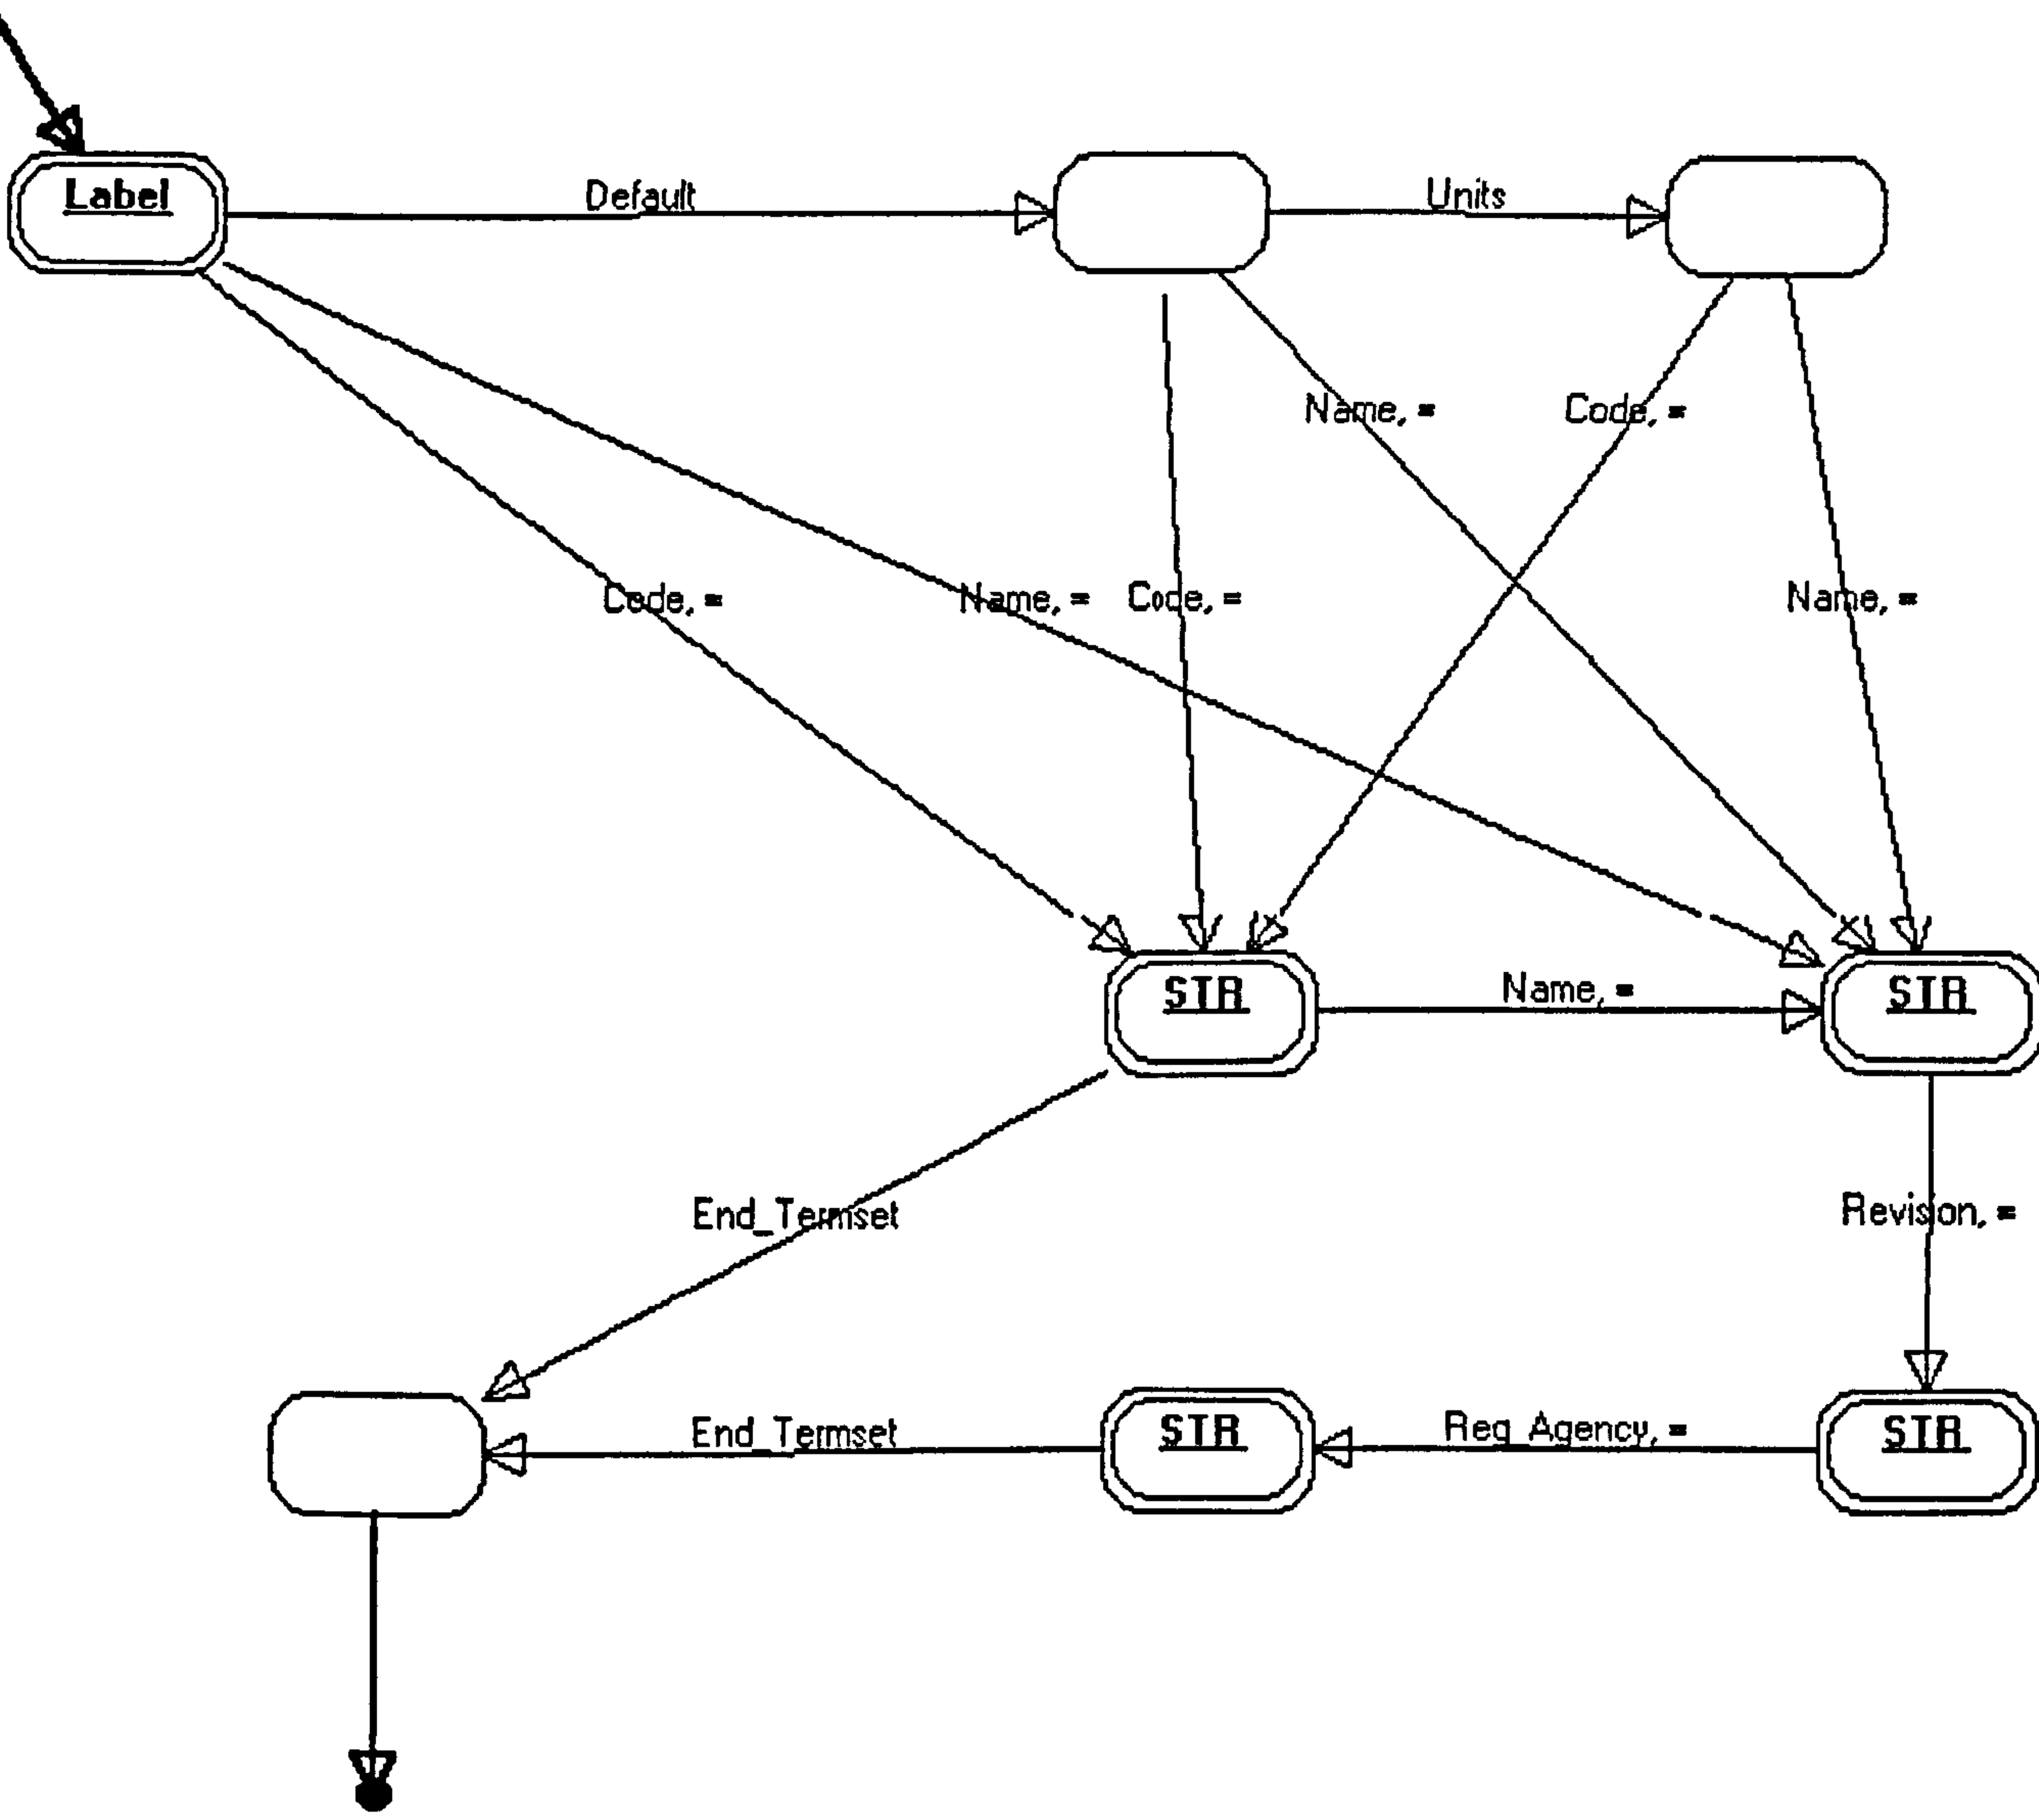 Label
Default
Units
Name, =
Code, =
Code, =
Name, =
Code, =
Name, =
STR
Name, =
STR
End_Termset
Revision, =
End_Termset
STR
Reg_Agency, =
STR